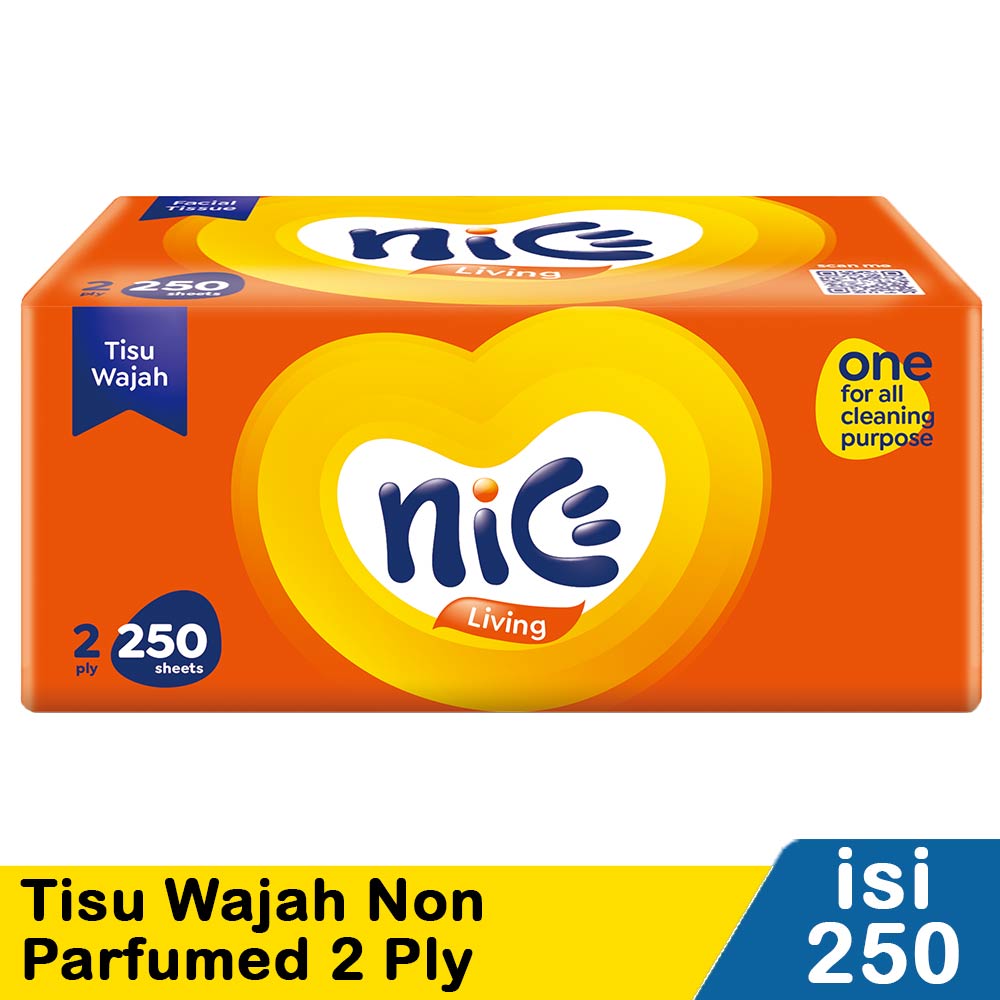 Facial
Tissue
nice
Living
scan me
2 250
ply sheets
Tisu
Wajah
one
for all
cleaning
purpose
nice
Living
2 250
ply sheets
Tisu Wajah Non
Parfumed 2 Ply
isi
250